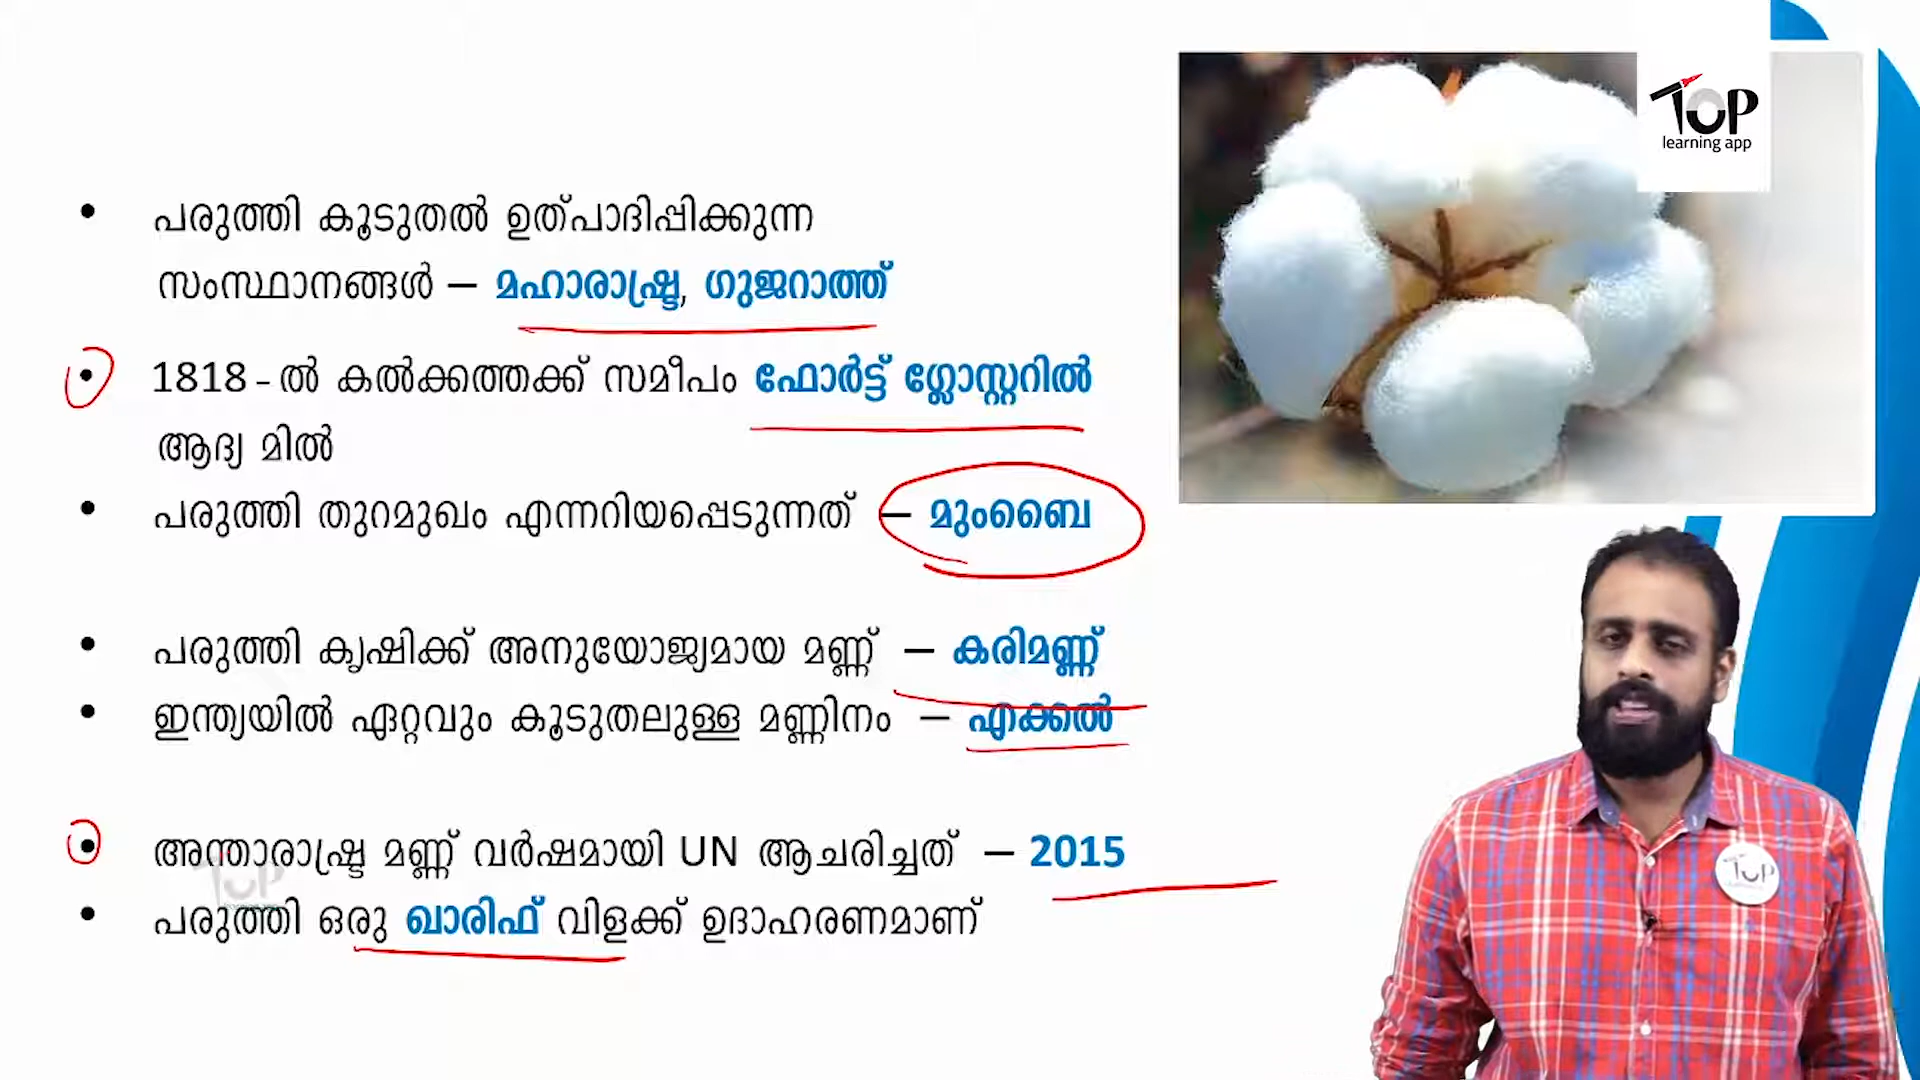 TOP
learning app
• പരുത്തി കൂടുതൽ ഉത്പാദിപ്പിക്കുന്ന
സംസ്ഥാനങ്ങൾ – മഹാരാഷ്ട്ര, ഗുജറാത്ത്
• 1818-ൽ കൽക്കത്തക്ക് സമീപം ഫോർട്ട് ഗ്ലോസ്റ്ററിൽ
ആദ്യ മിൽ
• പരുത്തി തുറമുഖം എന്നറിയപ്പെടുന്നത് – മുംബൈ
• പരുത്തി കൃഷിക്ക് അനുയോജ്യമായ മണ്ണ് – കരിമണ്ണ്
• ഇന്ത്യയിൽ ഏറ്റവും കൂടുതലുള്ള മണ്ണിനം – എക്കൽ
• അന്താരാഷ്ട്ര മണ്ണ് വർഷമായി UN ആചരിച്ചത് – 2015
• പരുത്തി ഒരു ഖാരിഫ് വിളക്ക് ഉദാഹരണമാണ്
TOP
TOP